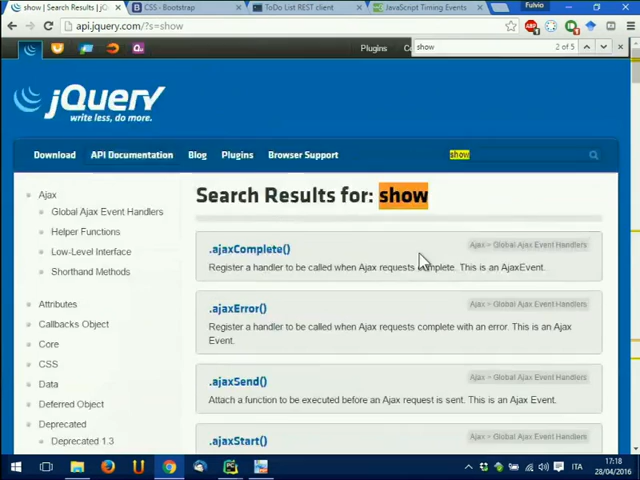 show | Search Results | jQ
CSS · Bootstrap
ToDo List REST client
JavaScript Timing Events
Fulvio
api.jquery.com/?s=show
Plugins
show
2 of 5
jQuery
write less, do more.
Download
API Documentation
Blog
Plugins
Browser Support
show
Search Results for: show
Ajax
Global Ajax Event Handlers
Helper Functions
Low-Level Interface
Shorthand Methods
Attributes
Callbacks Object
Core
CSS
Data
Deferred Object
Deprecated
Deprecated 1.3
.ajaxComplete()
Ajax > Global Ajax Event Handlers
Register a handler to be called when Ajax requests complete. This is an AjaxEvent.
.ajaxError()
Ajax > Global Ajax Event Handlers
Register a handler to be called when Ajax requests complete with an error. This is an Ajax
Event.
.ajaxSend()
Ajax > Global Ajax Event Handlers
Attach a function to be executed before an Ajax request is sent. This is an Ajax Event.
.ajaxStart()
Ajax > Global Ajax Event Handlers
ITA
17:18
28/04/2016